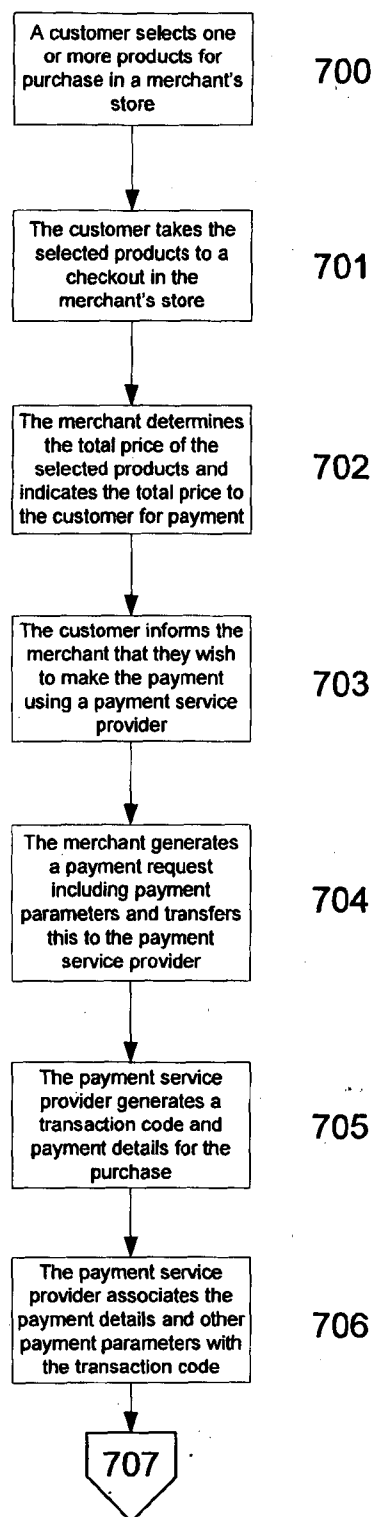 A customer selects one
or more products for
purchase in a merchant's
store
700
The customer takes the
selected products to a
checkout in the
merchant's store
701
The merchant determines
the total price of the
selected products and
indicates the total price to
the customer for payment
702
The customer informs the
merchant that they wish
to make the payment
using a payment service
provider
703
The merchant generates
a payment request
including payment
parameters and transfers
this to the payment
service provider
704
The payment service
provider generates a
transaction code and
payment details for the
purchase
705
The payment service
provider associates the
payment details and other
payment parameters with
the transaction code
706
707